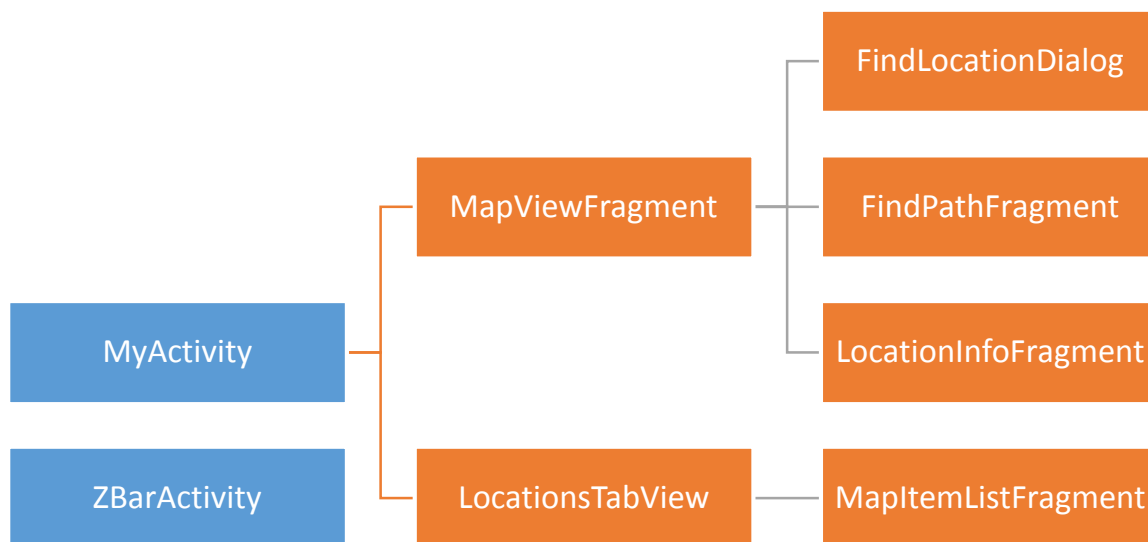 FindLocationDialog
MapViewFragment
FindPathFragment
MyActivity
LocationInfoFragment
ZBarActivity
LocationsTabView
MapItemListFragment